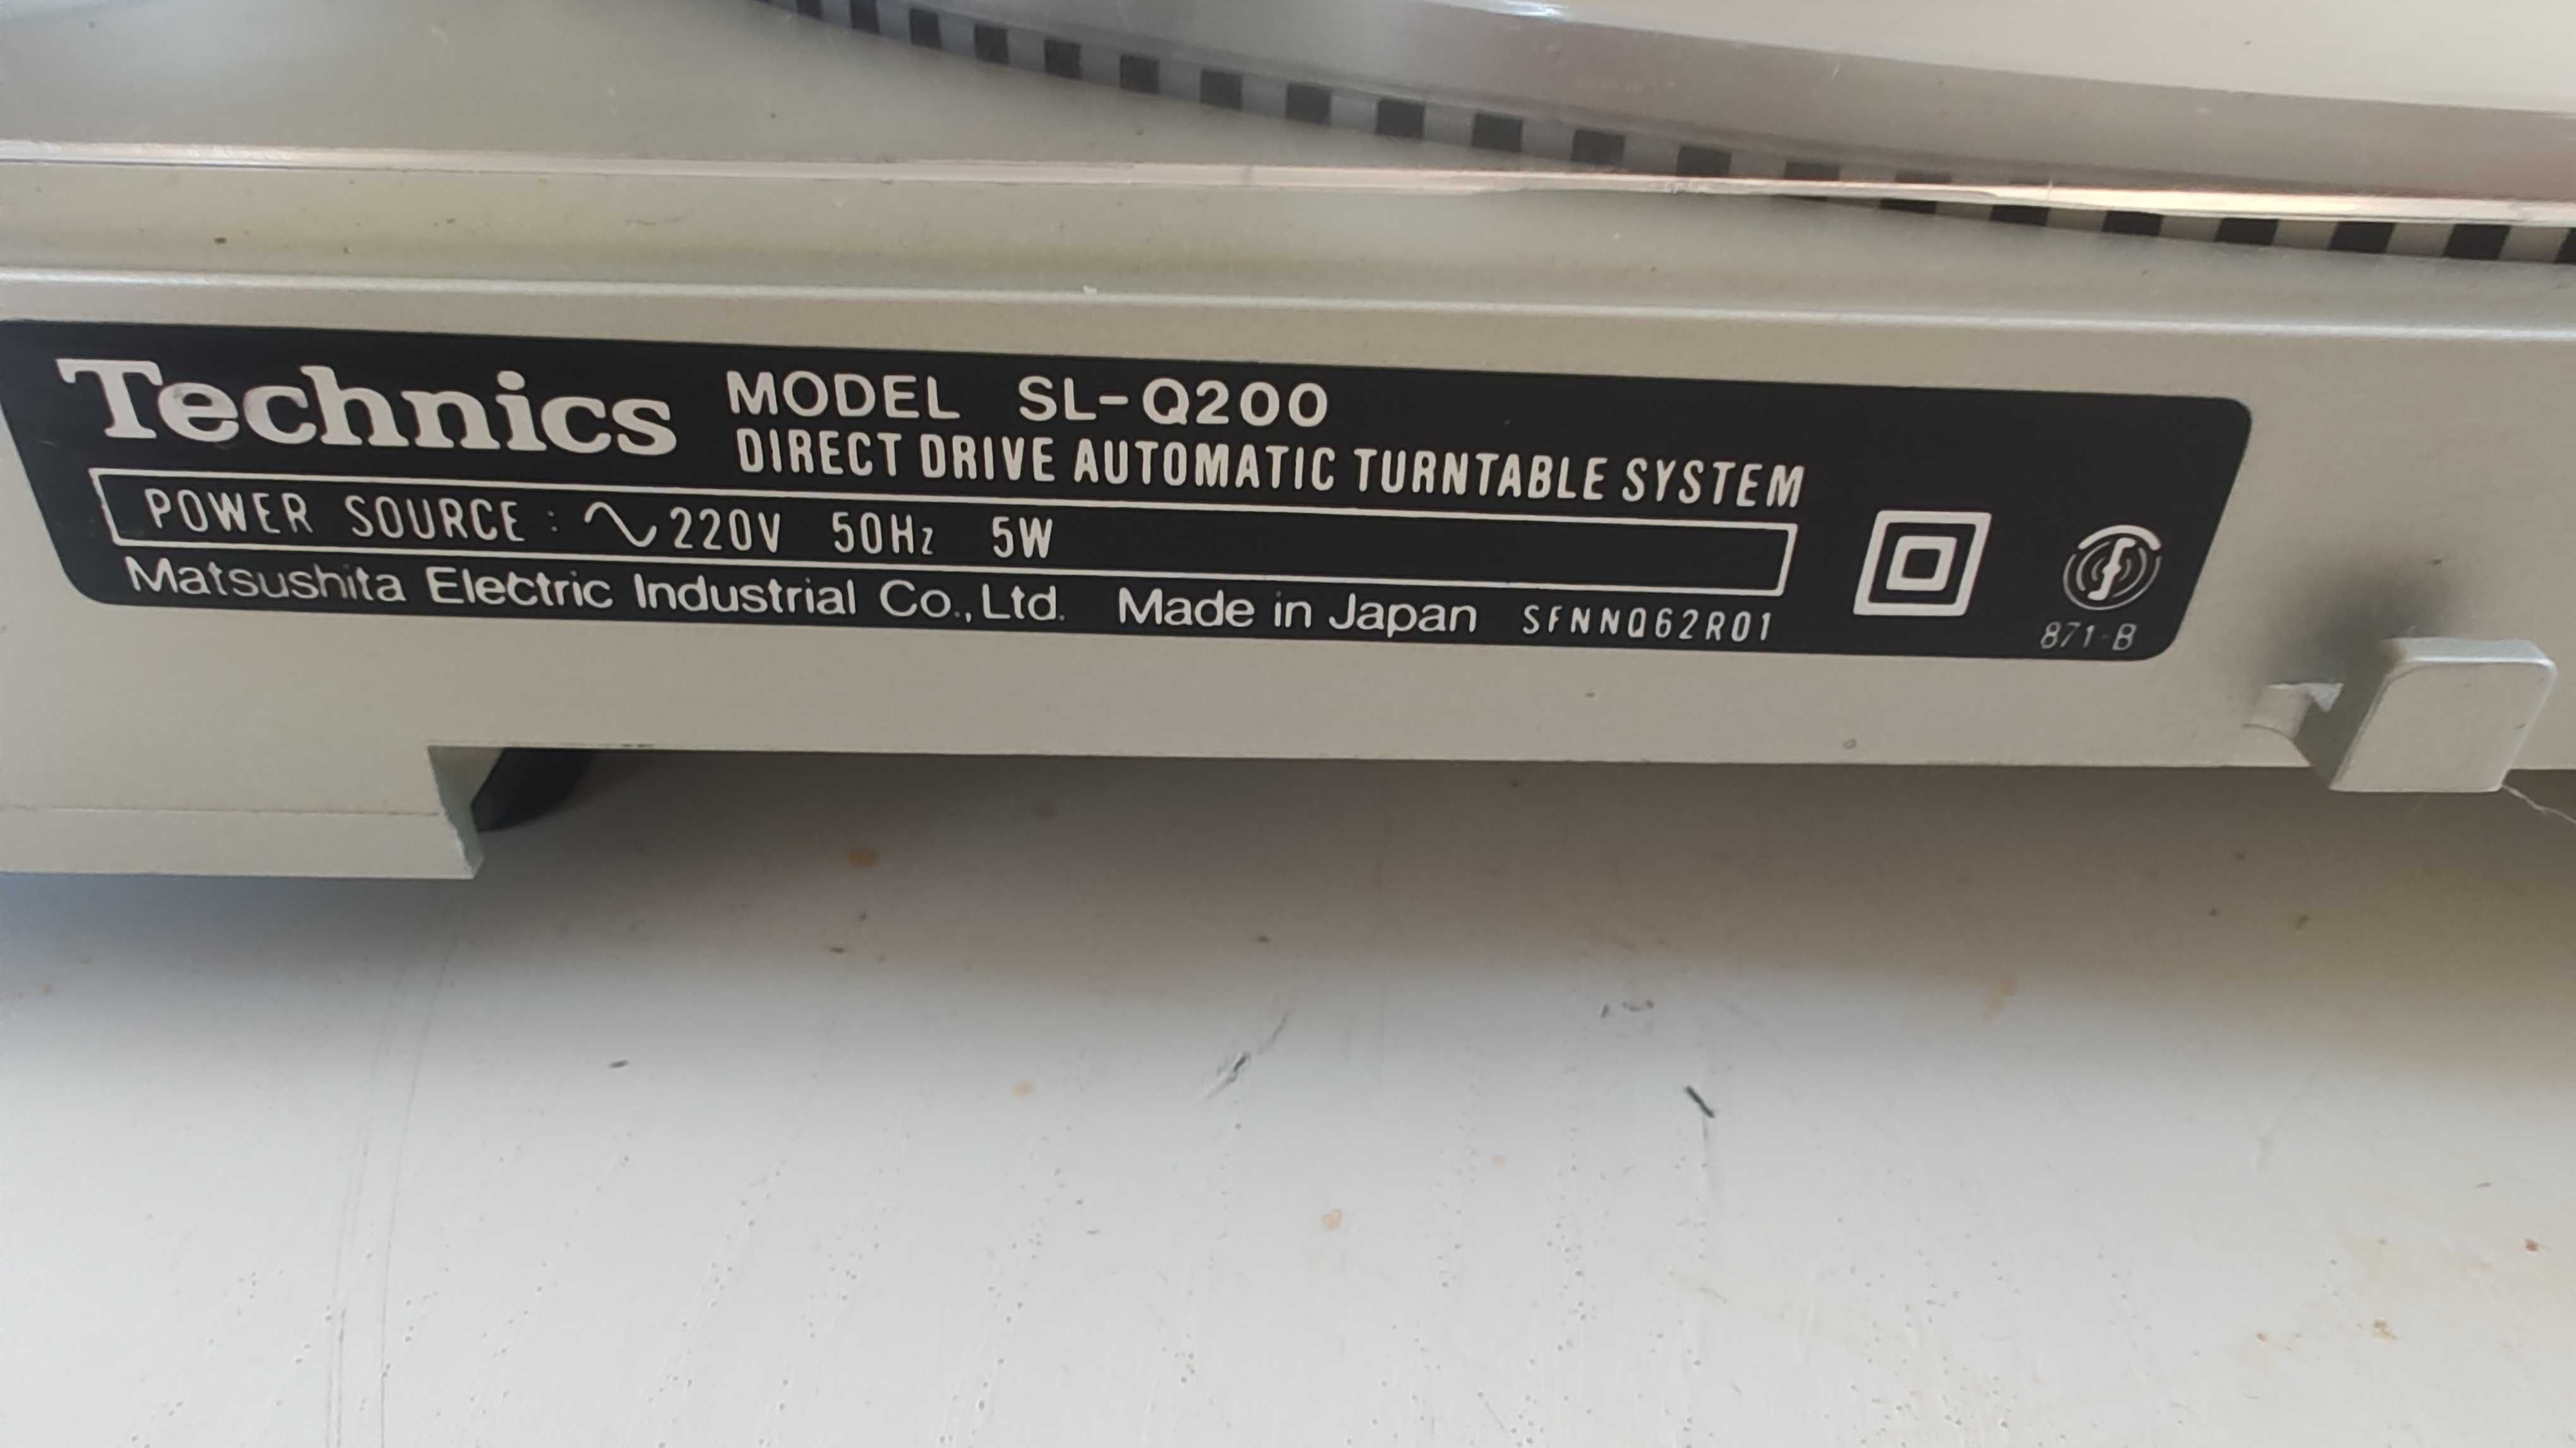 Technics
MODEL SL-Q200
DIRECT DRIVE AUTOMATIC TURNTABLE SYSTEM
POWER SOURCE : ∿ 220V 50Hz 5W
Matsushita Electric Industrial Co., Ltd. Made in Japan SFNNQ62R01
871-B